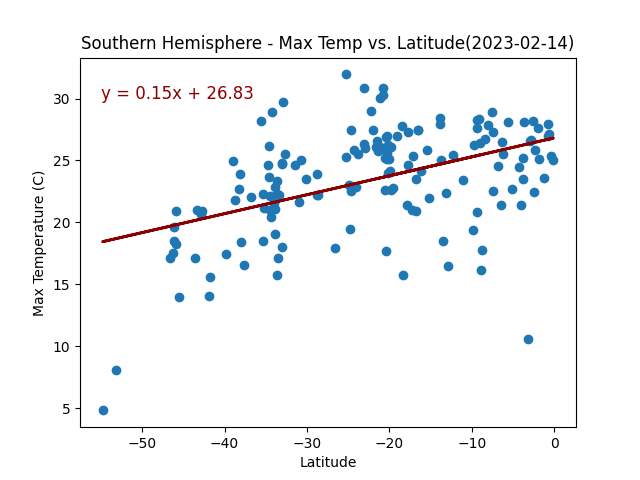 Southern Hemisphere - Max Temp vs. Latitude(2023-02-14)
y = 0.15x + 26.83
30
25
20
15
10
5
Max Temperature (C)
−50 −40 −30 −20 −10 0
Latitude